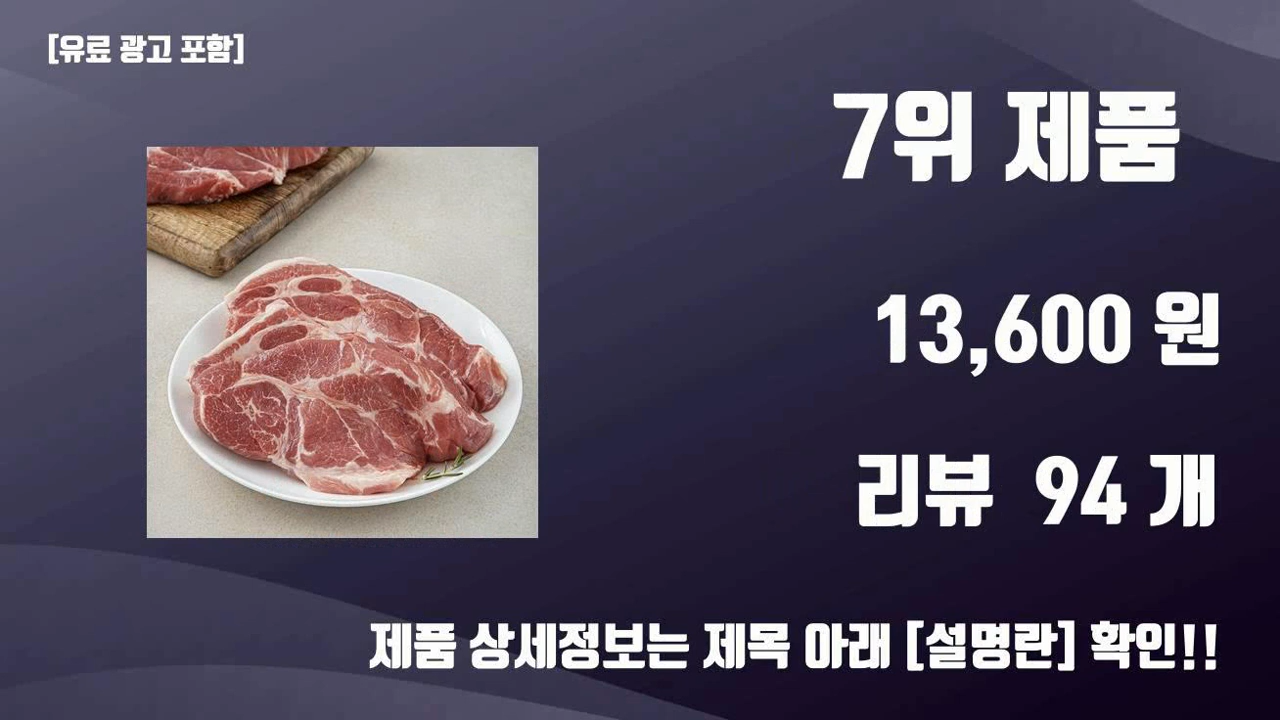 [유료 광고 포함]
7위 제품
13,600 원
리뷰 94 개
제품 상세정보는 제목 아래 [설명란] 확인!!